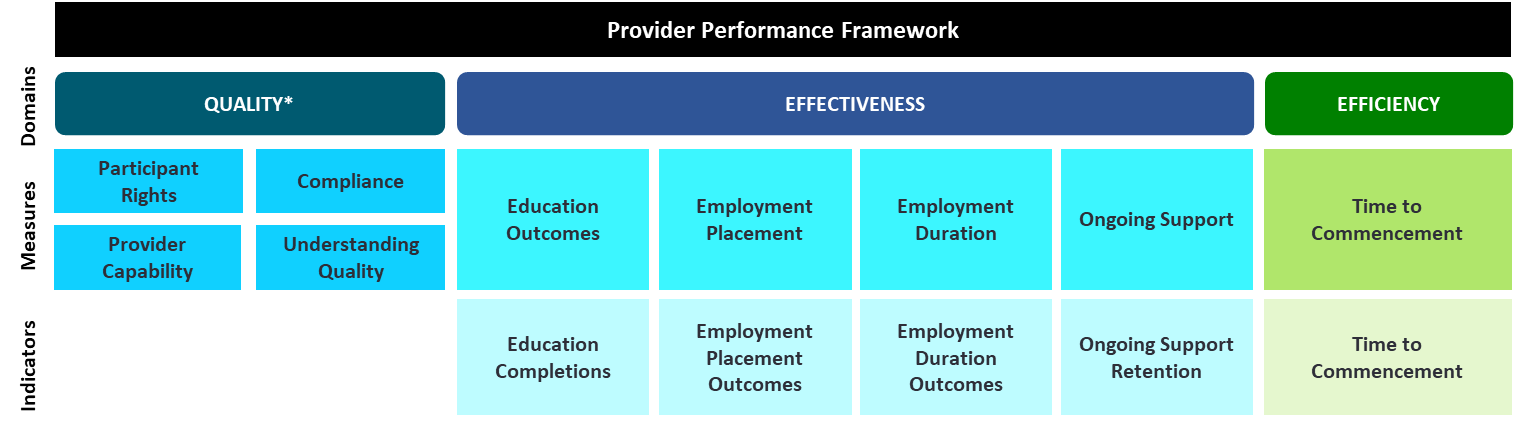 Provider Performance Framework
Domains
QUALITY*
EFFECTIVENESS
EFFICIENCY
Measures
Participant
Rights
Compliance
Provider
Capability
Understanding
Quality
Education
Outcomes
Employment
Placement
Employment
Duration
Ongoing Support
Time to
Commencement
Indicators
Education
Completions
Employment
Placement
Outcomes
Employment
Duration
Outcomes
Ongoing Support
Retention
Time to
Commencement